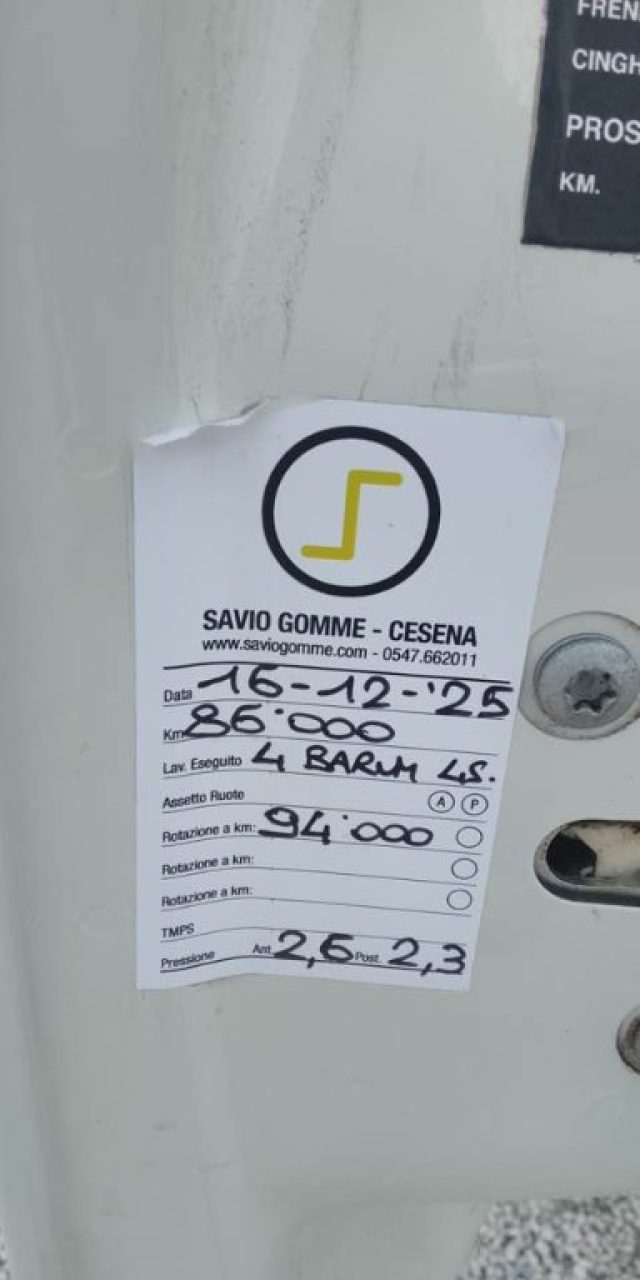 FREN
CINGH
PROS
KM.
SAVIO GOMME - CESENA
www.saviogomme.com - 0547.662011
Data 16-12-'25
Km 86'000
Lav. Eseguito 4 BARUM 4S.
Assetto Ruote A P
Rotazione a km: 94'000
Rotazione a km:
Rotazione a km:
TMPS
Pressione Ant. 2,6 Post. 2,3